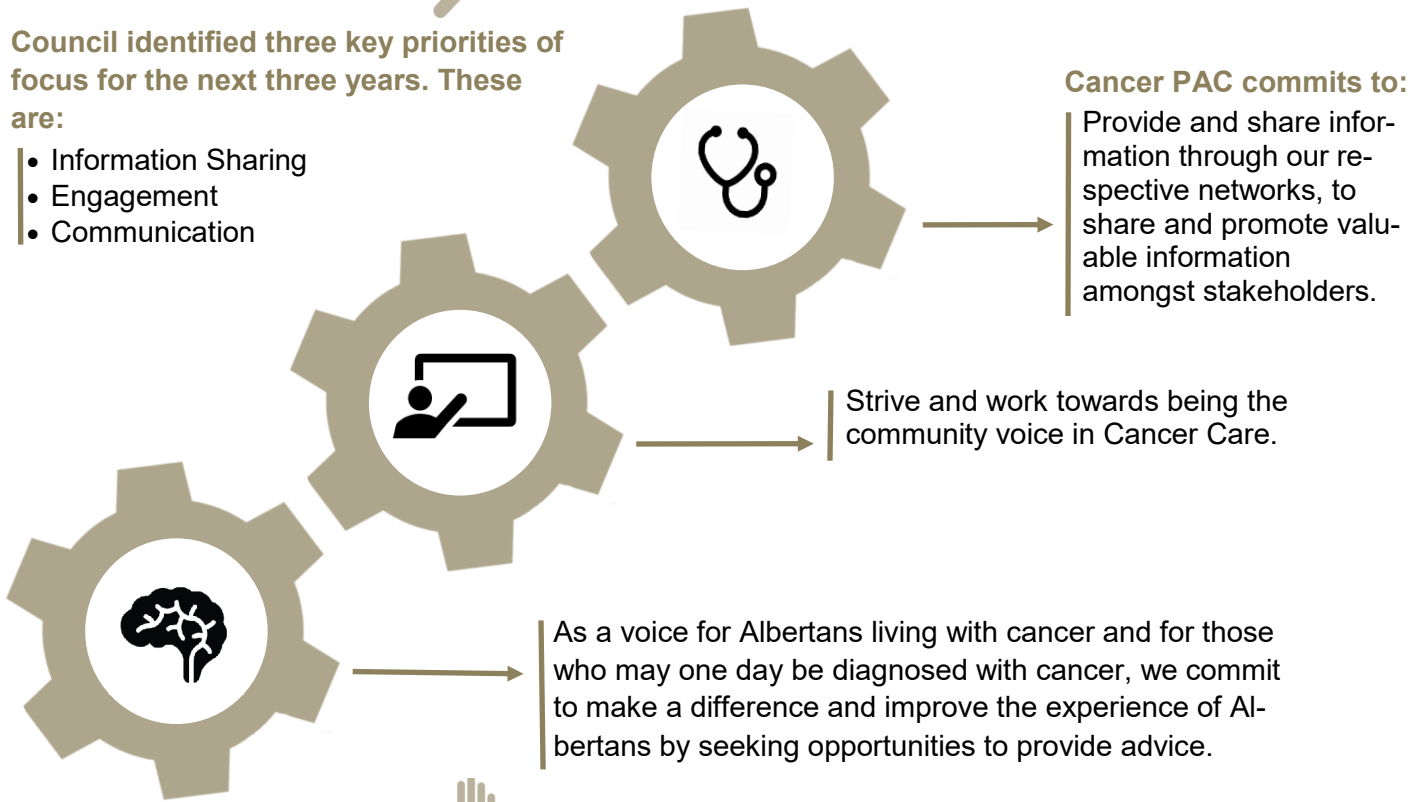 Council identified three key priorities of
focus for the next three years. These
are:
• Information Sharing
• Engagement
• Communication
Cancer PAC commits to:
Provide and share infor-
mation through our re-
spective networks, to
share and promote valu-
able information
amongst stakeholders.
Strive and work towards being the
community voice in Cancer Care.
As a voice for Albertans living with cancer and for those
who may one day be diagnosed with cancer, we commit
to make a difference and improve the experience of Al-
bertans by seeking opportunities to provide advice.